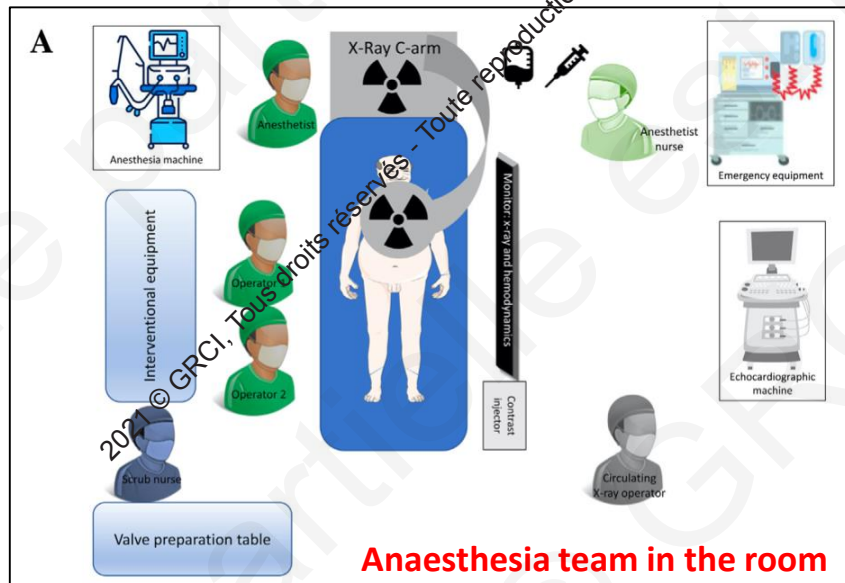 A
X-Ray C-arm
Anesthesia machine
Anesthetist
Anesthetist
nurse
Emergency equipment
Interventional equipment
Operator 1
Operator 2
Monitor: x-ray and hemodynamics
Contrast
injector
Echocardiographic
machine
Scrub nurse
Circulating
X-ray operator
Valve preparation table
Anaesthesia team in the room
2021 © GRCI, Tous droits réservés - Toute reproduction